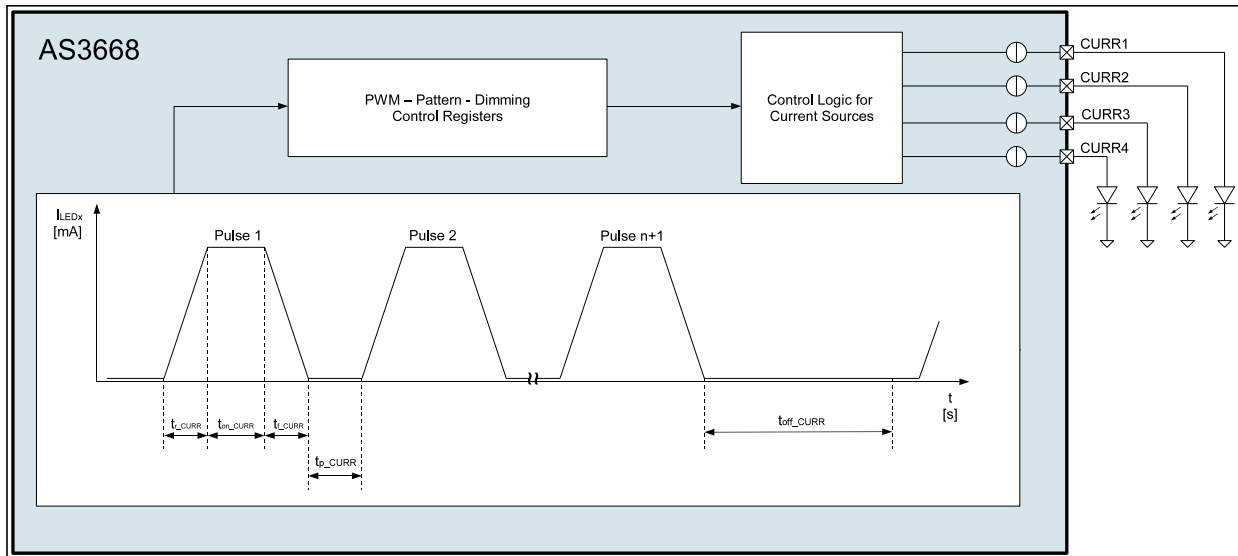 AS3668
PWM – Pattern - Dimming
Control Registers
Control Logic for
Current Sources
CURR1
CURR2
CURR3
CURR4
ILEDx
[mA]
Pulse 1
Pulse 2
Pulse n+1
t
[s]
tr_CURR
ton_CURR
tf_CURR
tp_CURR
toff_CURR